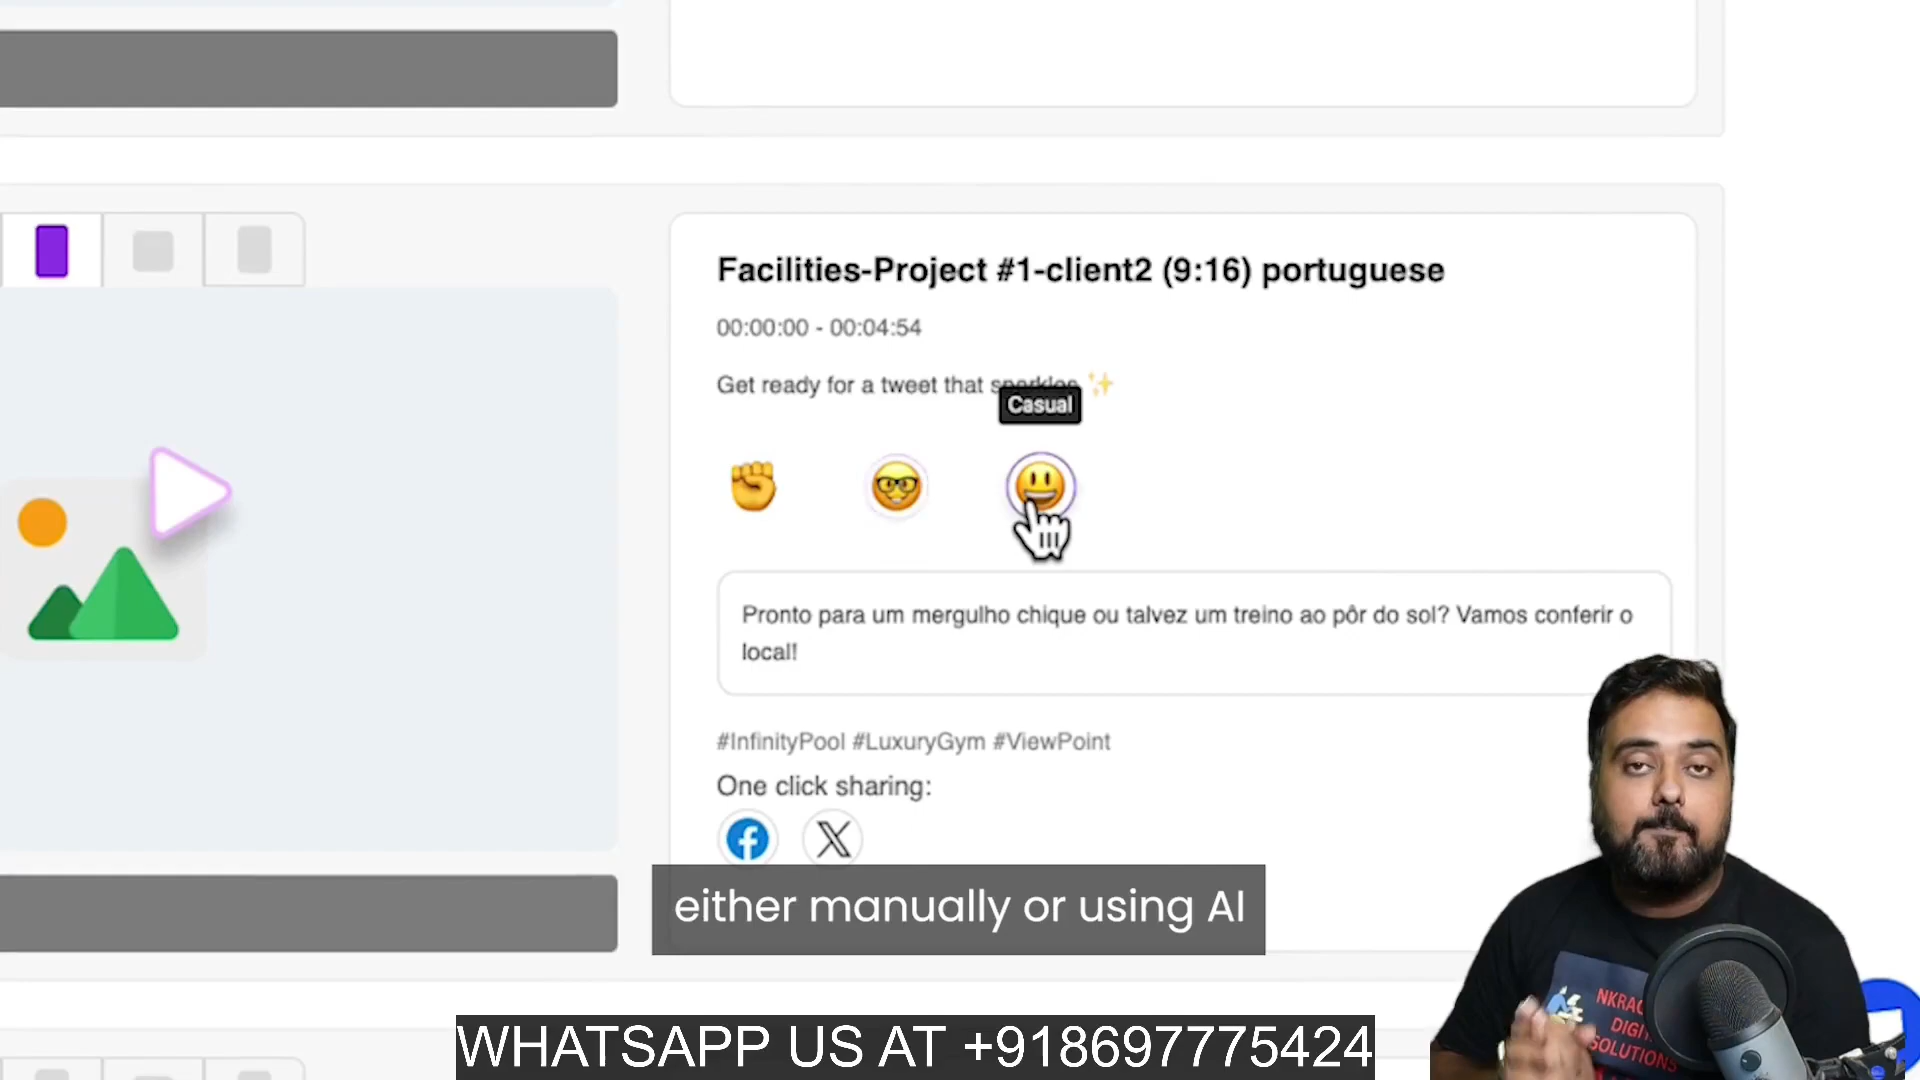 Facilities-Project #1-client2 (9:16) portuguese
00:00:00 - 00:04:54
Get ready for a tweet that sparkles ✨
Casual
Pronto para um mergulho chique ou talvez um treino ao pôr do sol? Vamos conferir o
local!
#InfinityPool #LuxuryGym #ViewPoint
One click sharing:
either manually or using AI
WHATSAPP US AT +918697775424
SOLUTIONS